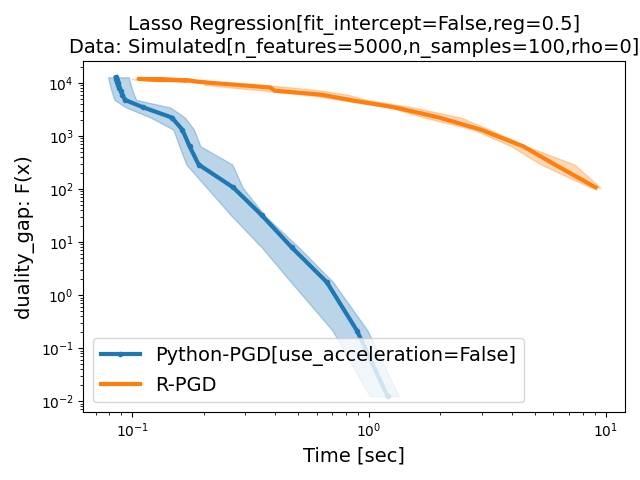 Lasso Regression[fit_intercept=False,reg=0.5]
Data: Simulated[n_features=5000,n_samples=100,rho=0]
duality_gap: F(x)
10⁴
10³
10²
10¹
10⁰
10⁻¹
10⁻²
Python-PGD[use_acceleration=False]
R-PGD
10⁻¹ 10⁰ 10¹
Time [sec]